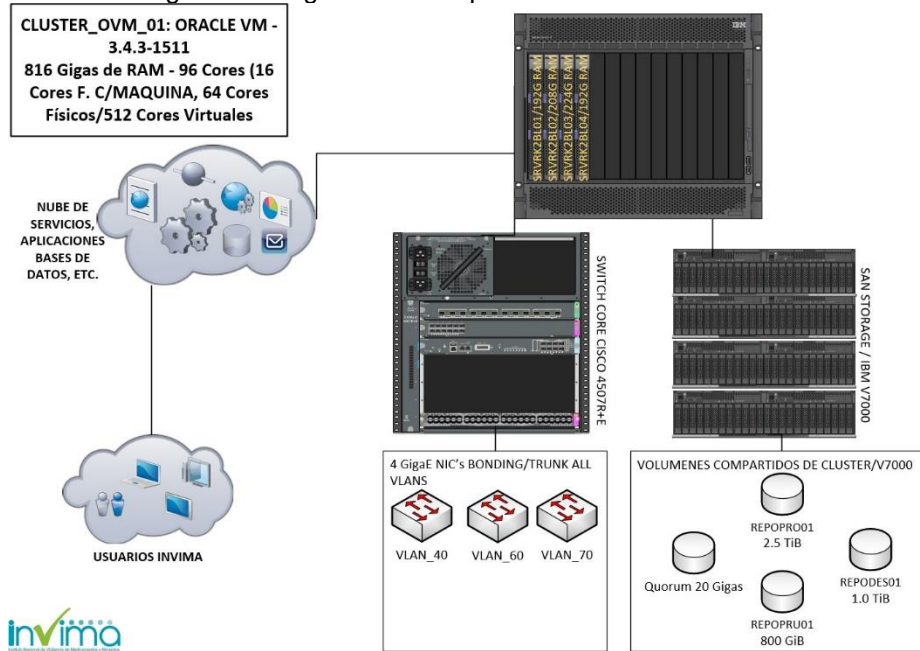 CLUSTER_OVM_01: ORACLE VM -
3.4.3-1511
816 Gigas de RAM - 96 Cores (16
Cores F. C/MAQUINA, 64 Cores
Físicos/512 Cores Virtuales
IBM
SRVRK2BL01/192G RAM
SRVRK2BL02/208G RAM
SRVRK2BL03/224G RAM
SRVRK2BL04/192G RAM
NUBE DE
SERVICIOS,
APLICACIONES
BASES DE
DATOS, ETC.
SWITCH CORE CISCO 4507R+E
SAN STORAGE / IBM V7000
USUARIOS INVIMA
4 GigaE NIC's BONDING/TRUNK ALL
VLANS
VLAN_40
VLAN_60
VLAN_70
VOLUMENES COMPARTIDOS DE CLUSTER/V7000
REPOPRO01
2.5 TiB
Quorum 20 Gigas
REPODES01
1.0 TiB
REPOPRU01
800 GiB
invima